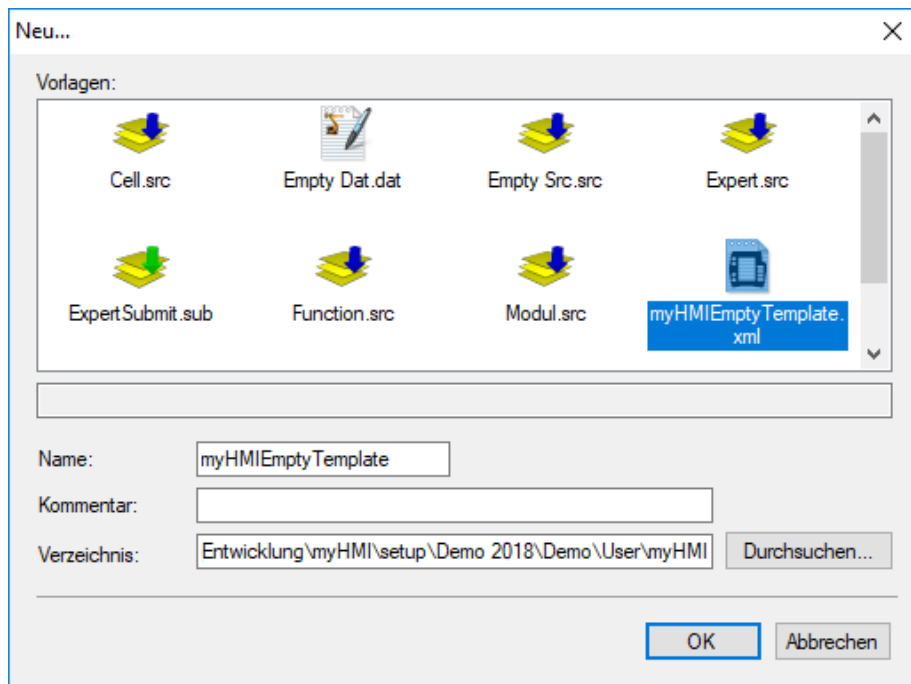 Neu...
Vorlagen:
Cell.src
Empty Dat.dat
Empty Src.src
Expert.src
ExpertSubmit.sub
Function.src
Modul.src
myHMIEmptyTemplate.
xml
Name:
myHMIEmptyTemplate
Kommentar:
Verzeichnis:
Entwicklung\myHMI\setup\Demo 2018\Demo\User\myHMI
Durchsuchen...
OK
Abbrechen